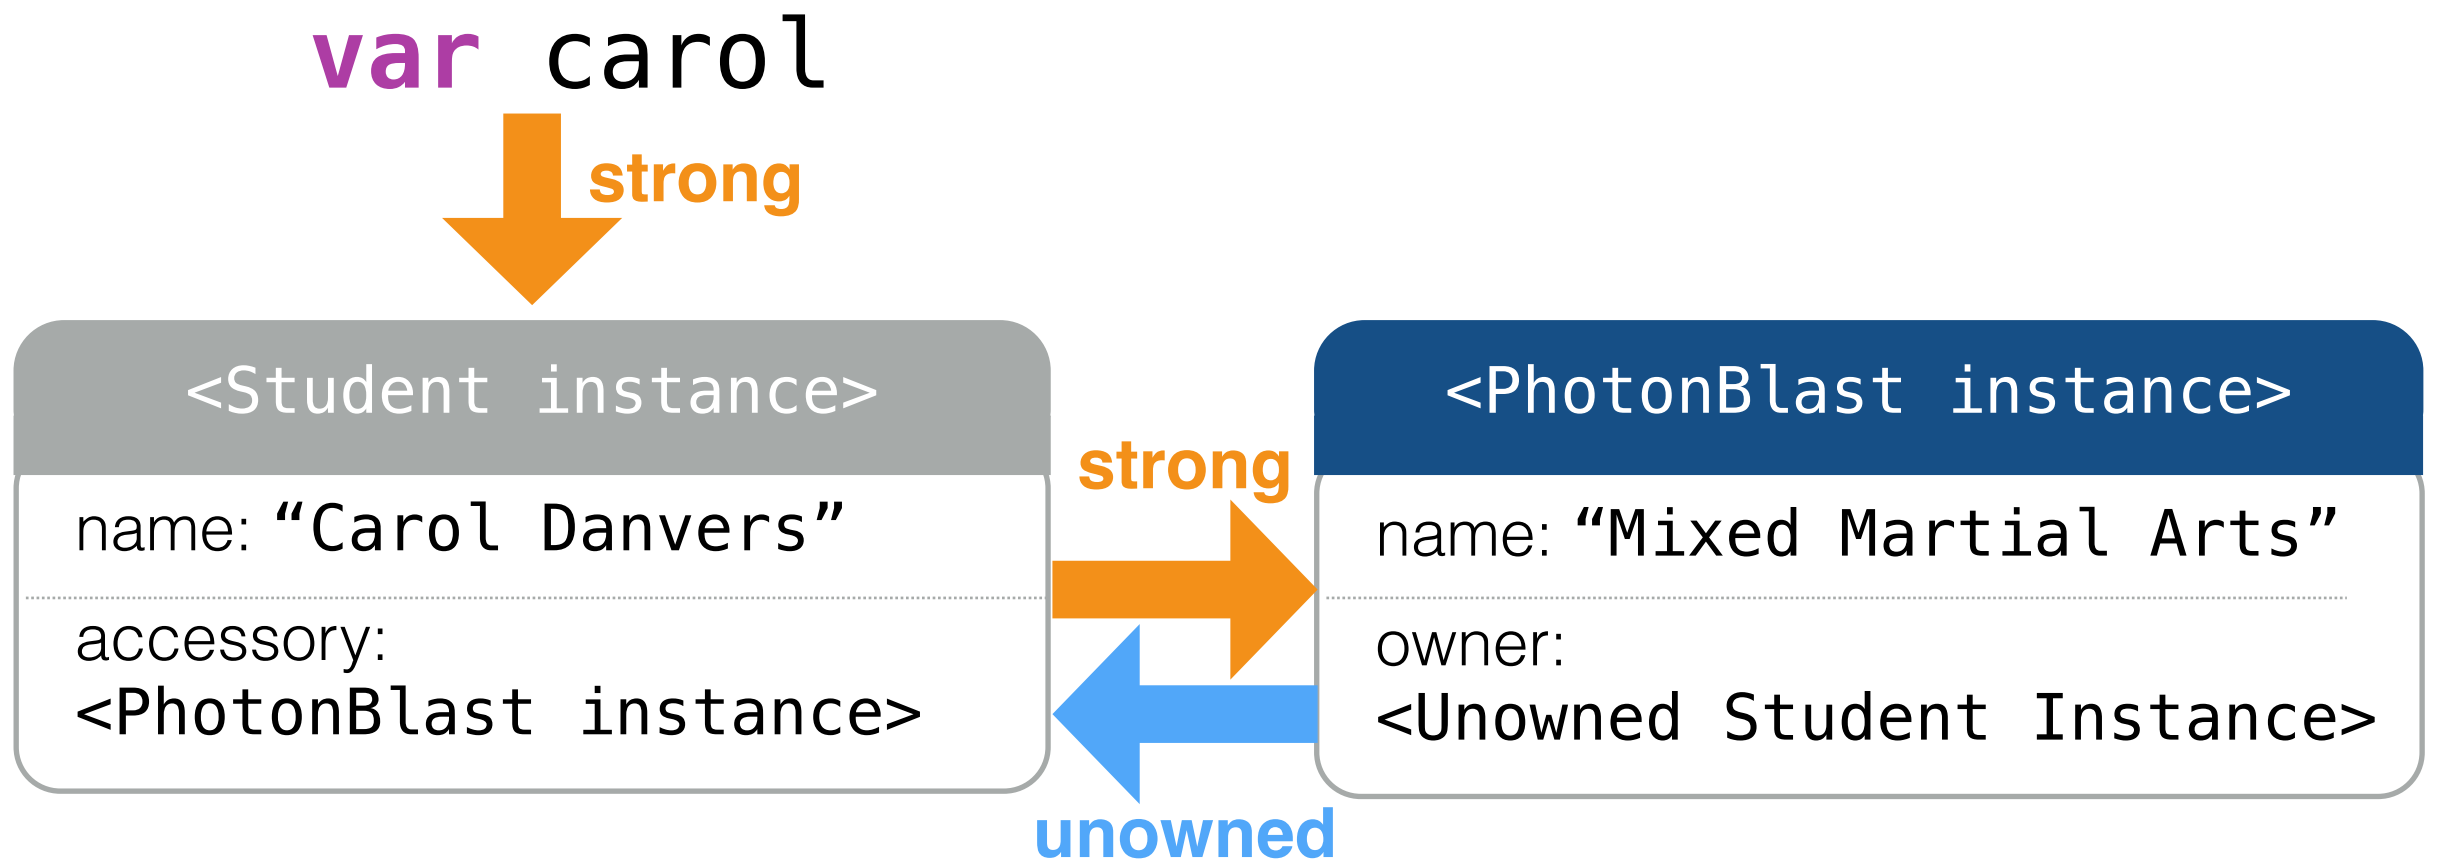 var carol
strong
<Student instance>
name: “Carol Danvers”
accessory:
<PhotonBlast instance>
strong
unowned
<PhotonBlast instance>
name: “Mixed Martial Arts”
owner:
<Unowned Student Instance>